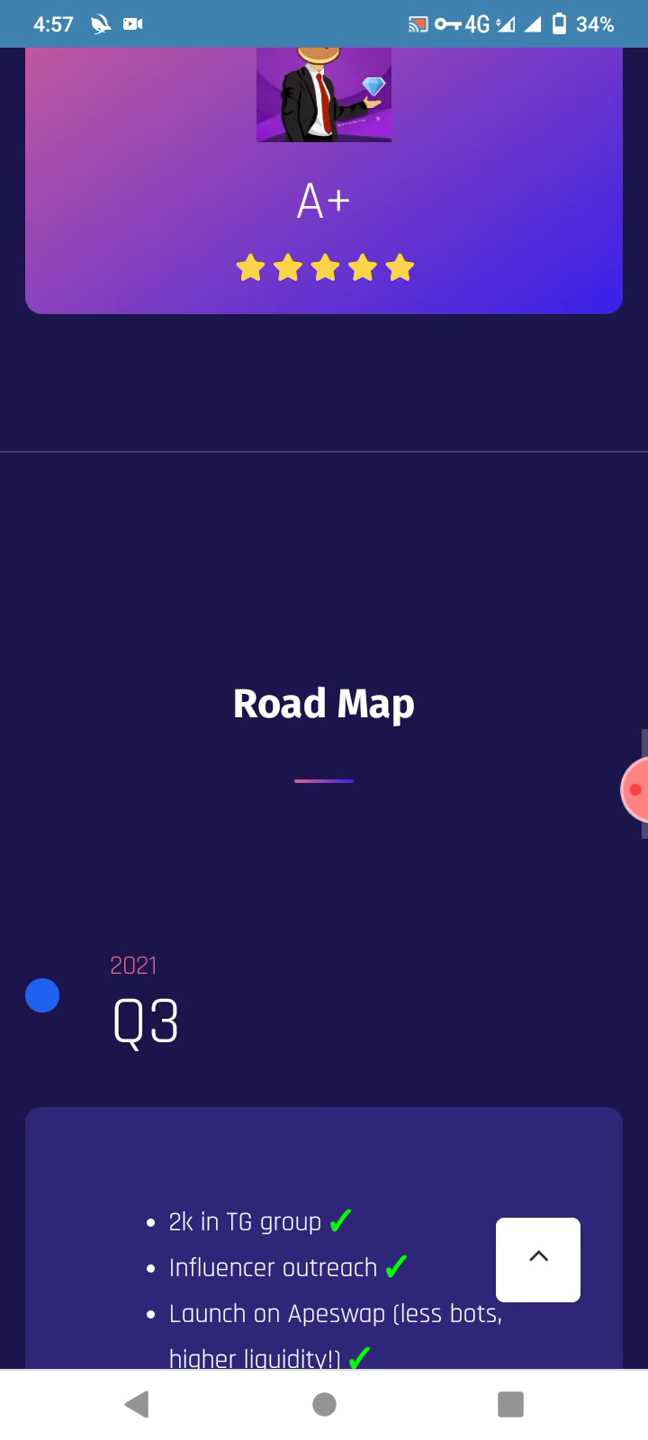 4:57
4G
34%
A+
Road Map
2021
Q3
2k in TG group ✓
Influencer outreach ✓
Launch on Apeswap (less bots,
higher liquidity!) ✓